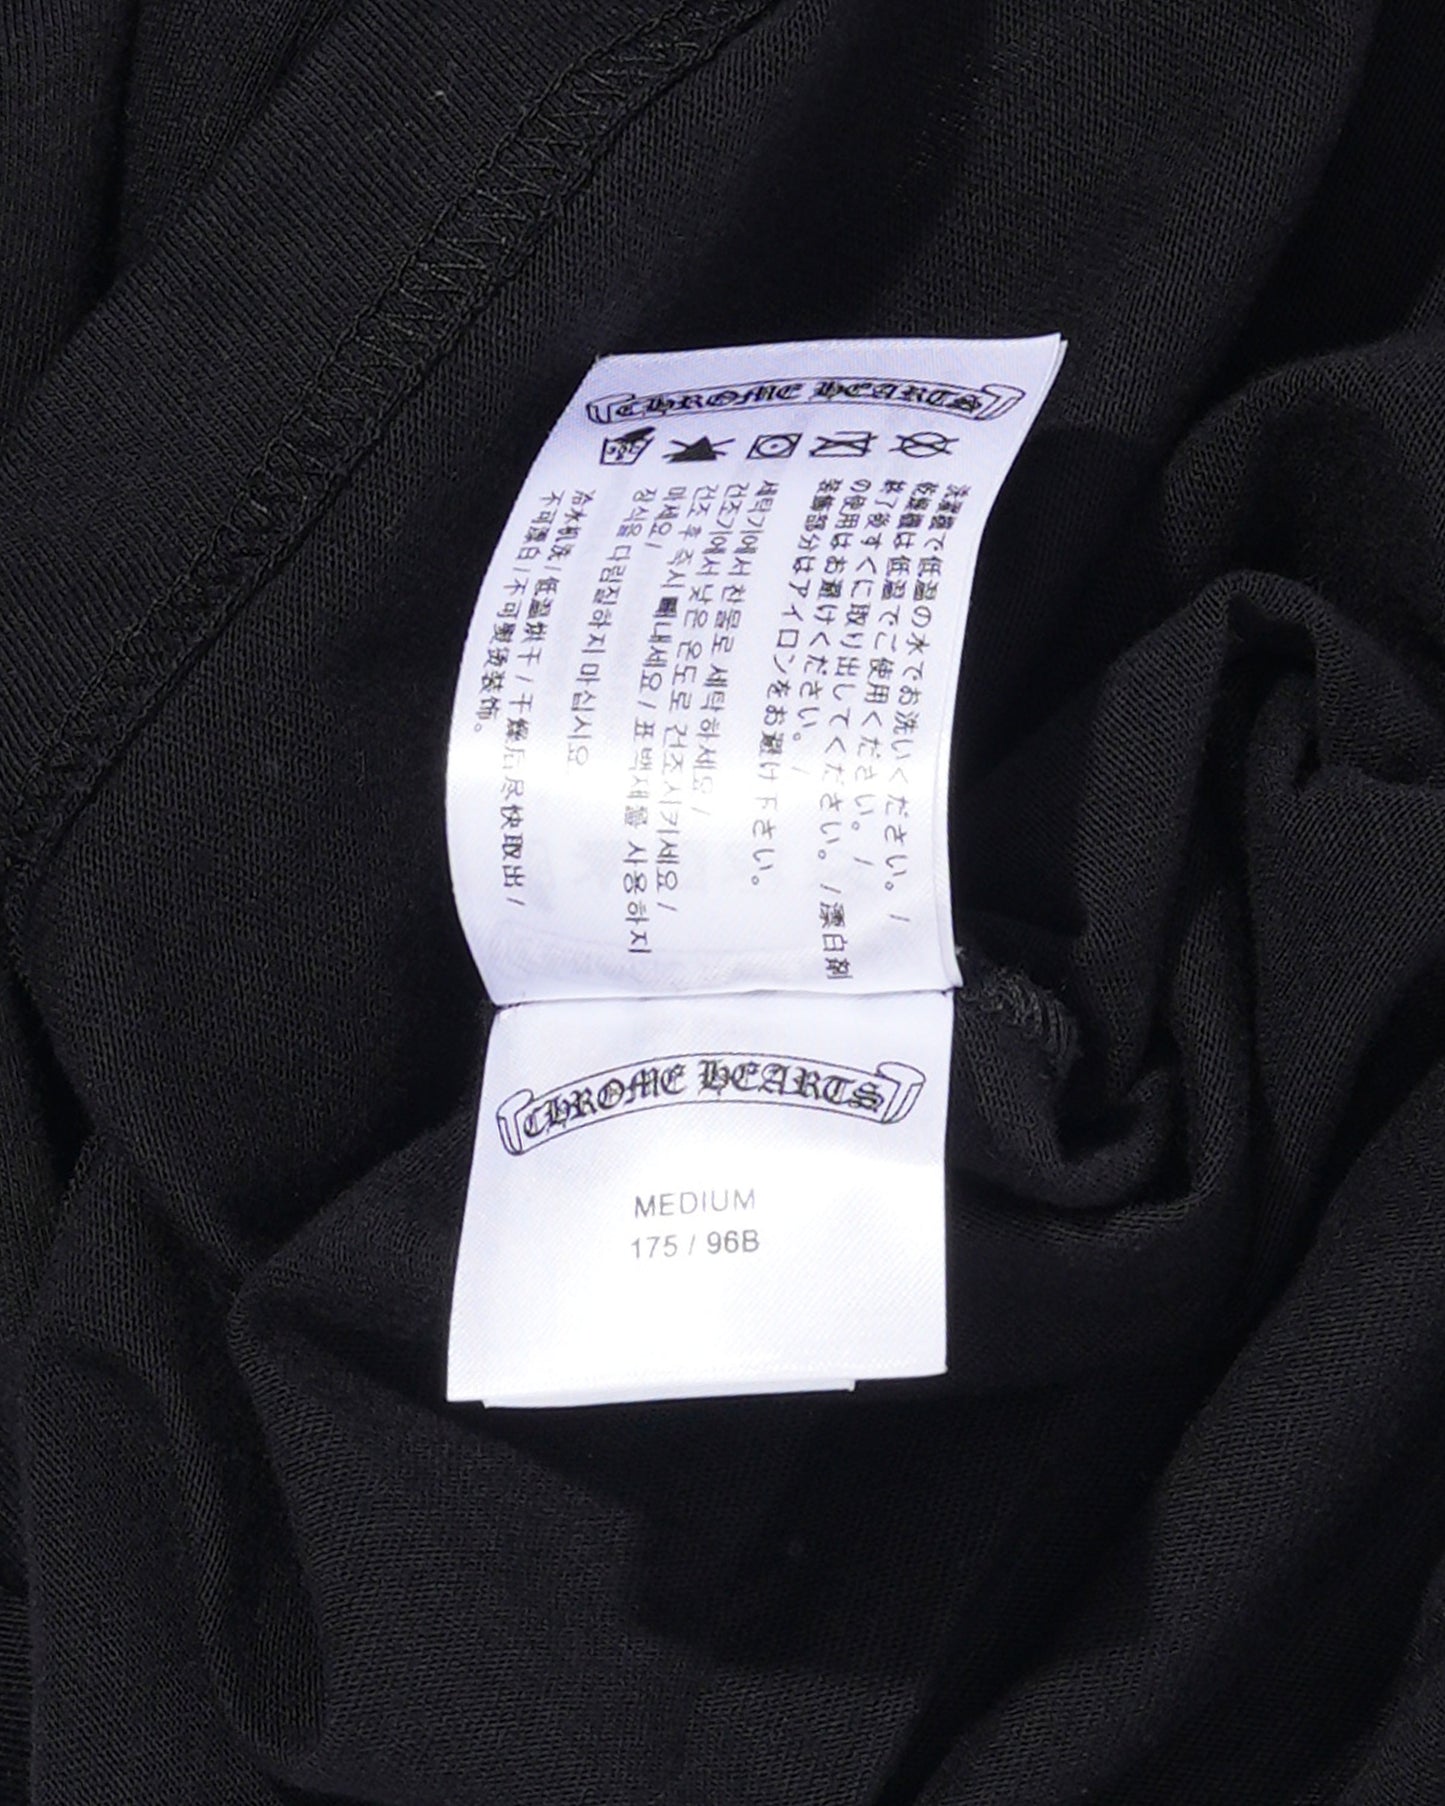 CHROME HEARTS
洗濯機で低温の水でお洗いください。/
乾燥機は低温でご使用ください。/
終了後すぐに取り出してください。/漂白剤
の使用はお避けください。/
装飾部分はアイロンをお避け下さい。
세탁기에서 찬물로 세탁하세요/
건조기에서 낮은 온도로 건조시키세요/
건조 후 즉시 빼내세요/표백제를 사용하지
마세요/
장식을 다림질하지 마십시요
冷水机洗/低温烘干/干燥后尽快取出/
不可漂白/不可熨烫装饰。
CHROME HEARTS
MEDIUM
175 / 96B